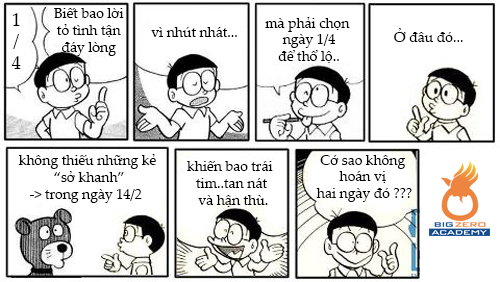 1
/
4
Biết bao lời
tỏ tình tận
đáy lòng
vì nhút nhát...
mà phải chọn
ngày 1/4
để thổ lộ..
Ở đâu đó...
không thiếu những kẻ
“sở khanh”
-> trong ngày 14/2
khiến bao trái
tim..tan nát
và hận thù.
Cớ sao không
hoán vị
hai ngày đó ???
BIG ZERO
ACADEMY